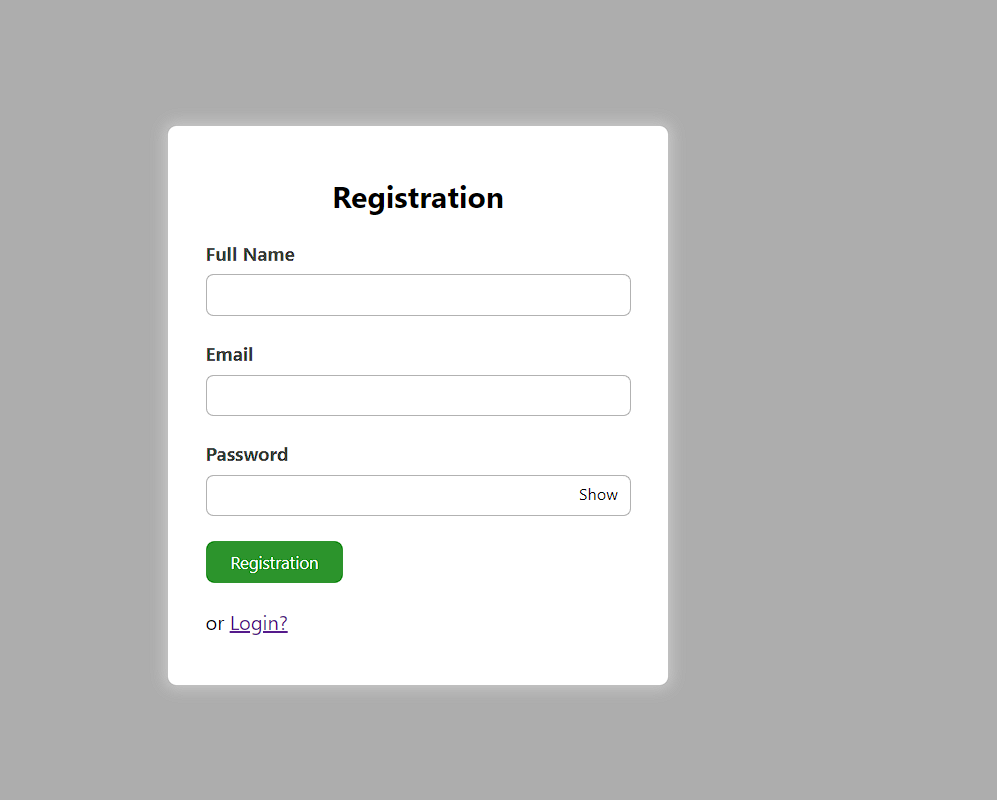 Registration
Full Name
Email
Password
Show
Registration
or Login?